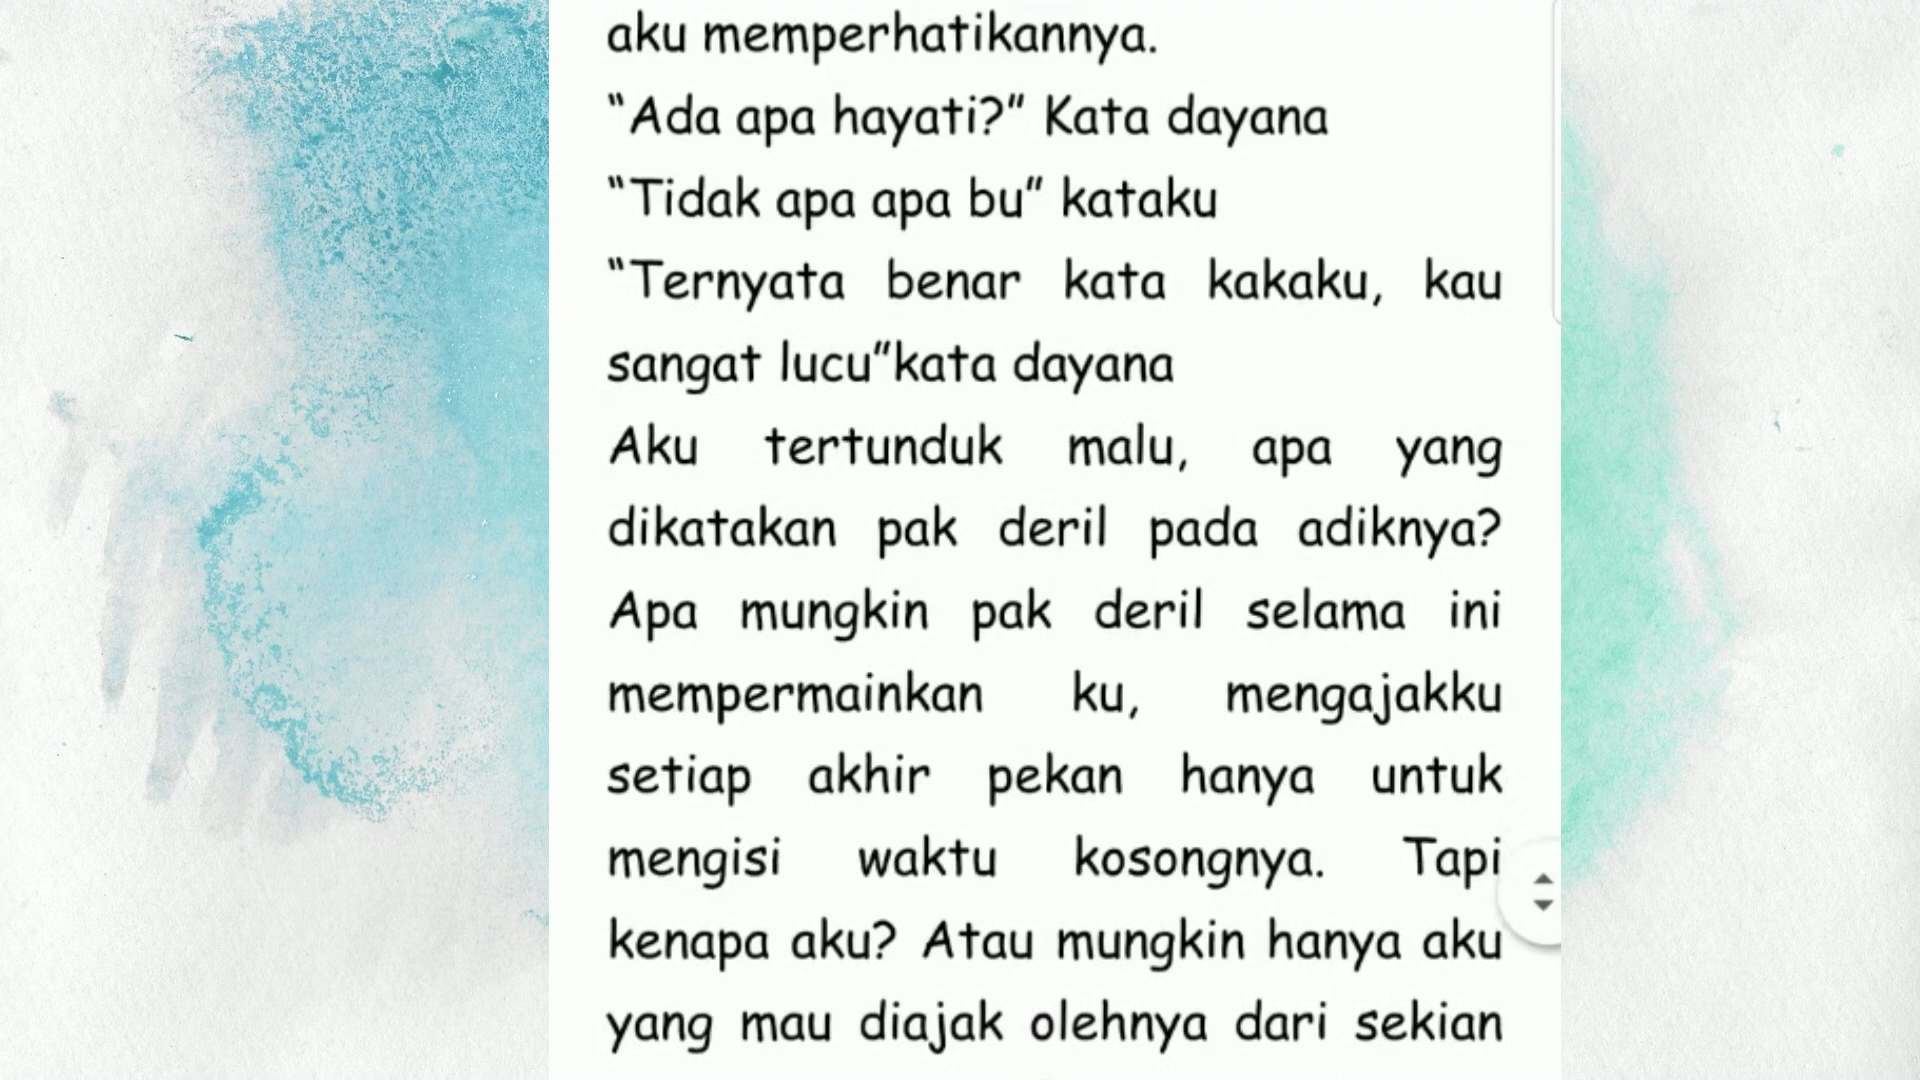 aku memperhatikannya.
“Ada apa hayati?” Kata dayana
“Tidak apa apa bu” kataku
“Ternyata benar kata kakaku, kau
sangat lucu”kata dayana
Aku tertunduk malu, apa yang
dikatakan pak deril pada adiknya?
Apa mungkin pak deril selama ini
mempermainkan ku, mengajakku
setiap akhir pekan hanya untuk
mengisi waktu kosongnya. Tapi
kenapa aku? Atau mungkin hanya aku
yang mau diajak olehnya dari sekian